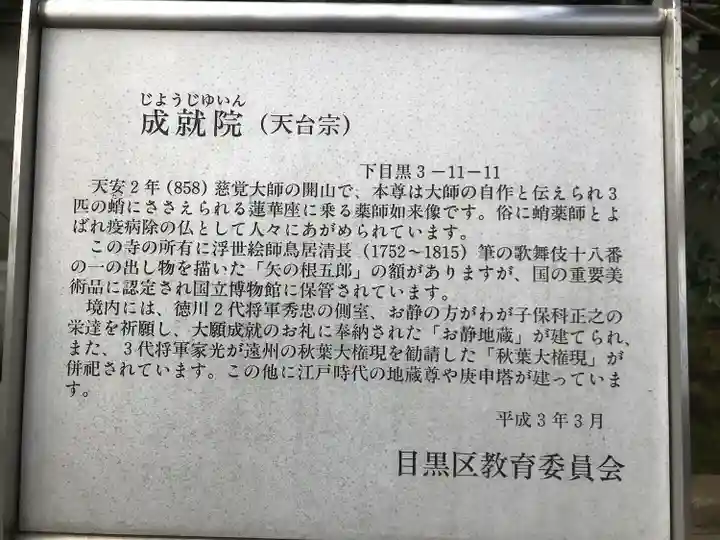 じようじゆいん
成就院（天台宗）
下目黒3－11－11
天安2年(858)慈覚大師の開山で、本尊は大師の自作と伝えられ3
匹の蛸にささえられる蓮華座に乗る薬師如来像です。俗に蛸薬師とよ
ばれ疫病除の仏として人々にあがめられています。
この寺の所有に浮世絵師鳥居清長（1752～1815）筆の歌舞伎十八番
の一の出し物を描いた「矢の根五郎」の額がありますが、国の重要美
術品に認定され国立博物館に保管されています。
境内には、徳川2代将軍秀忠の側室、お静の方がわが子保科正之の
栄達を祈願し、大願成就のお礼に奉納された「お静地蔵」が建てられ、
また、3代将軍家光が遠州の秋葉大権現を勧請した「秋葉大権現」が
併祀されています。この他に江戸時代の地蔵尊や庚申塔が建っていま
す。
平成3年3月
目黒区教育委員会